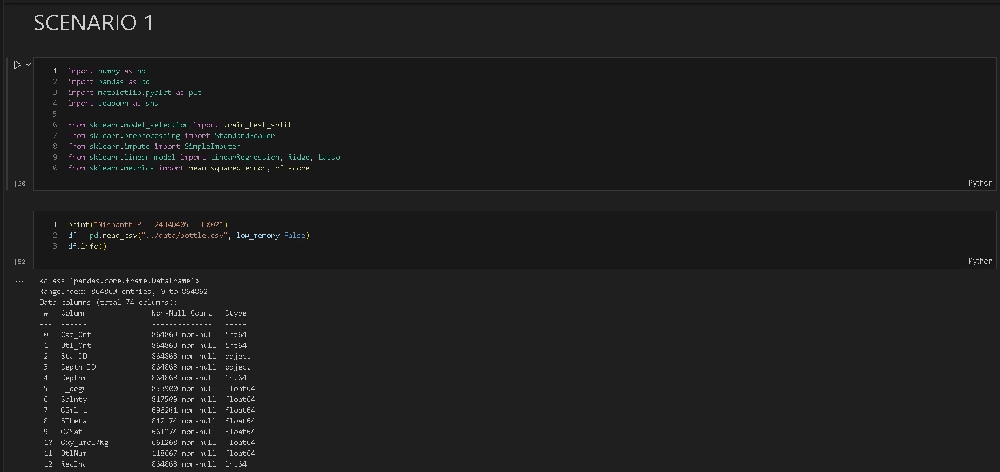 SCENARIO 1
1 import numpy as np
2 import pandas as pd
3 import matplotlib.pyplot as plt
4 import seaborn as sns
5
6 from sklearn.model_selection import train_test_split
7 from sklearn.preprocessing import StandardScaler
8 from sklearn.impute import SimpleImputer
9 from sklearn.linear_model import LinearRegression, Ridge, Lasso
10 from sklearn.metrics import mean_squared_error, r2_score
[20] Python
1 print("Nishanth P - 24BAD405 - EX02")
2 df = pd.read_csv("../data/bottle.csv", low_memory=False)
3 df.info()
[52] Python
... <class 'pandas.core.frame.DataFrame'>
RangeIndex: 864863 entries, 0 to 864862
Data columns (total 74 columns):
# Column Non-Null Count Dtype
--- ------ -------------- -----
0 Cst_Cnt 864863 non-null int64
1 Btl_Cnt 864863 non-null int64
2 Sta_ID 864863 non-null object
3 Depth_ID 864863 non-null object
4 Depthm 864863 non-null int64
5 T_degC 853900 non-null float64
6 Salnty 817509 non-null float64
7 O2ml_L 696201 non-null float64
8 STheta 812174 non-null float64
9 O2Sat 661274 non-null float64
10 Oxy_µmol/Kg 661268 non-null float64
11 BtlNum 118667 non-null float64
12 RecInd 864863 non-null int64